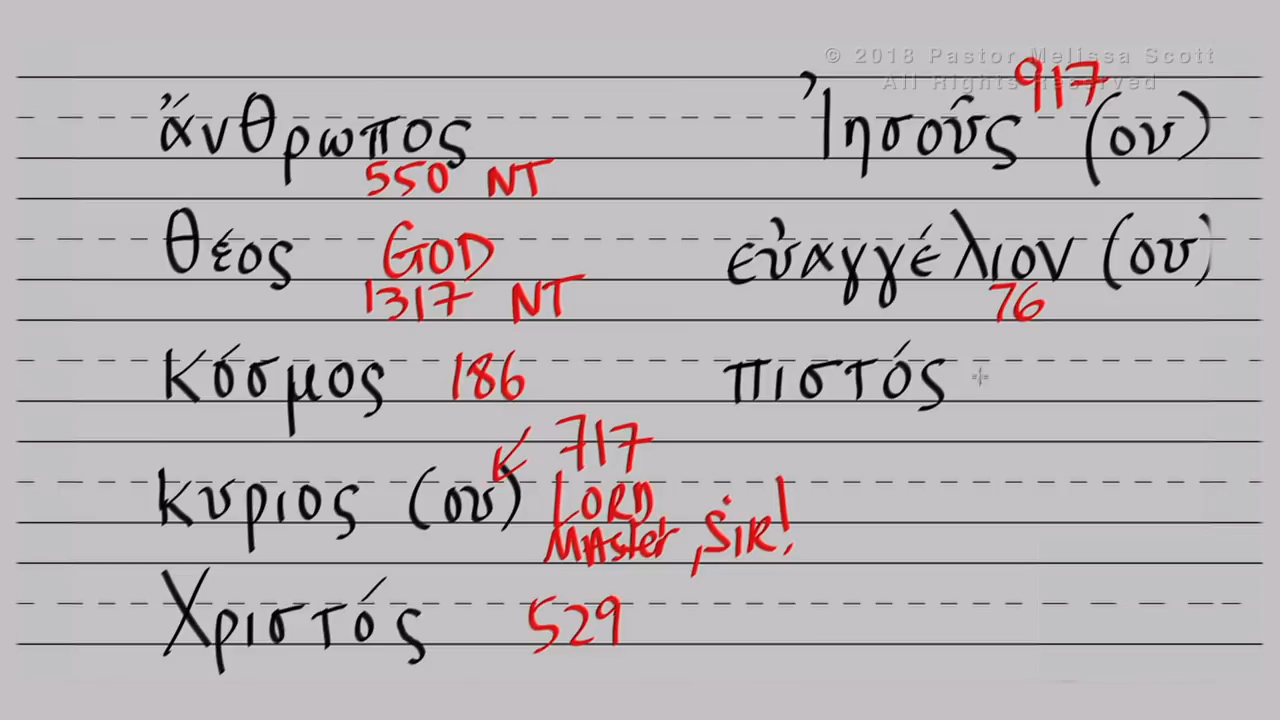 © 2018 Pastor Melissa Scott
All Rights Reserved
ἄνθρωπος
550 NT
θέος GOD
1317 NT
κόσμος 186
κυριος (ου) 717
LORD,
Master, SIR!
Χριστός 529
Ἰησοῦς (ου) 917
εὐαγγέλιον (ου)
76
πιστός